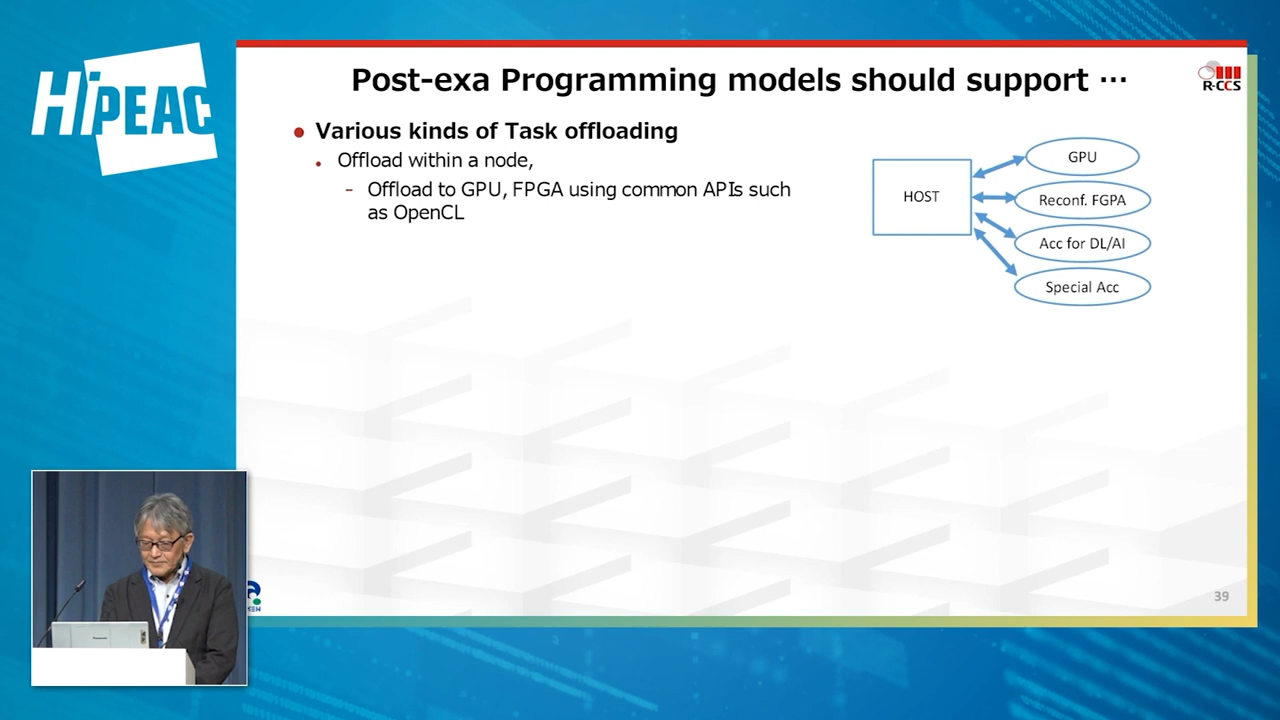 HiPEAC
Post-exa Programming models should support ⋯
R-CCS
● Various kinds of Task offloading
• Offload within a node,
– Offload to GPU, FPGA using common APIs such
as OpenCL
HOST
GPU
Reconf. FGPA
Acc for DL/AI
Special Acc
39